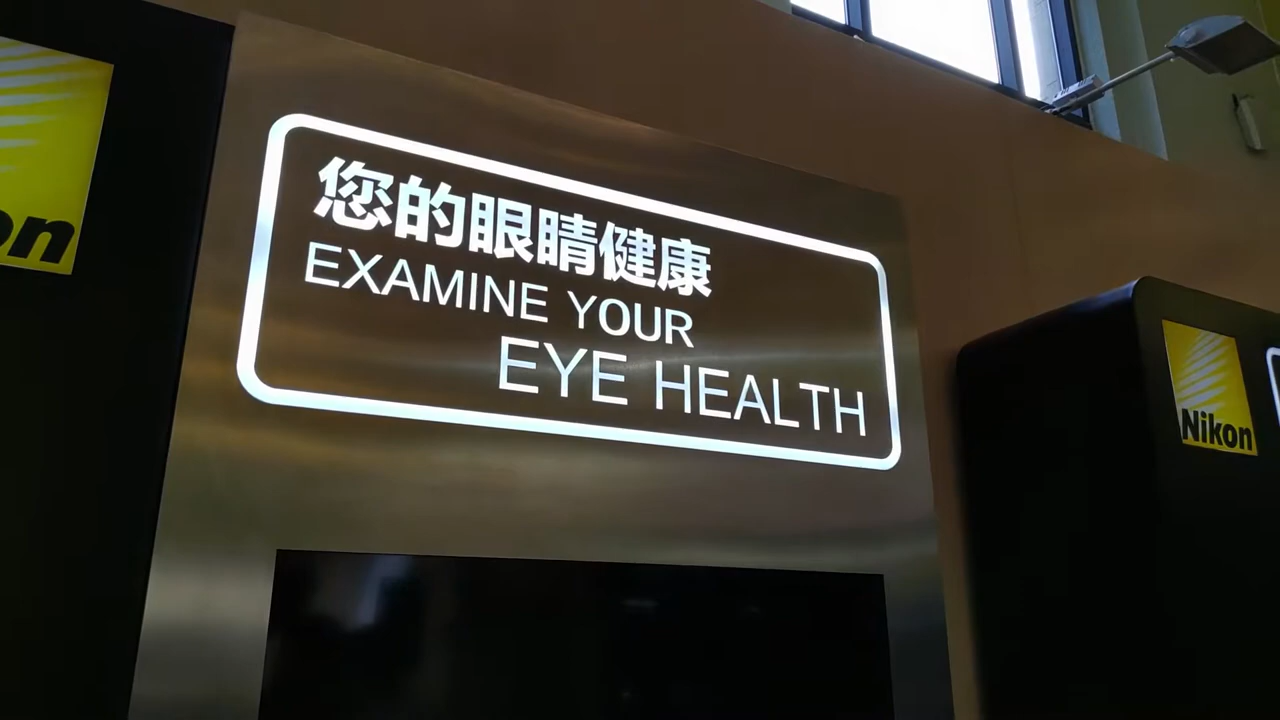 您的眼睛健康
EXAMINE YOUR
EYE HEALTH
on
Nikon